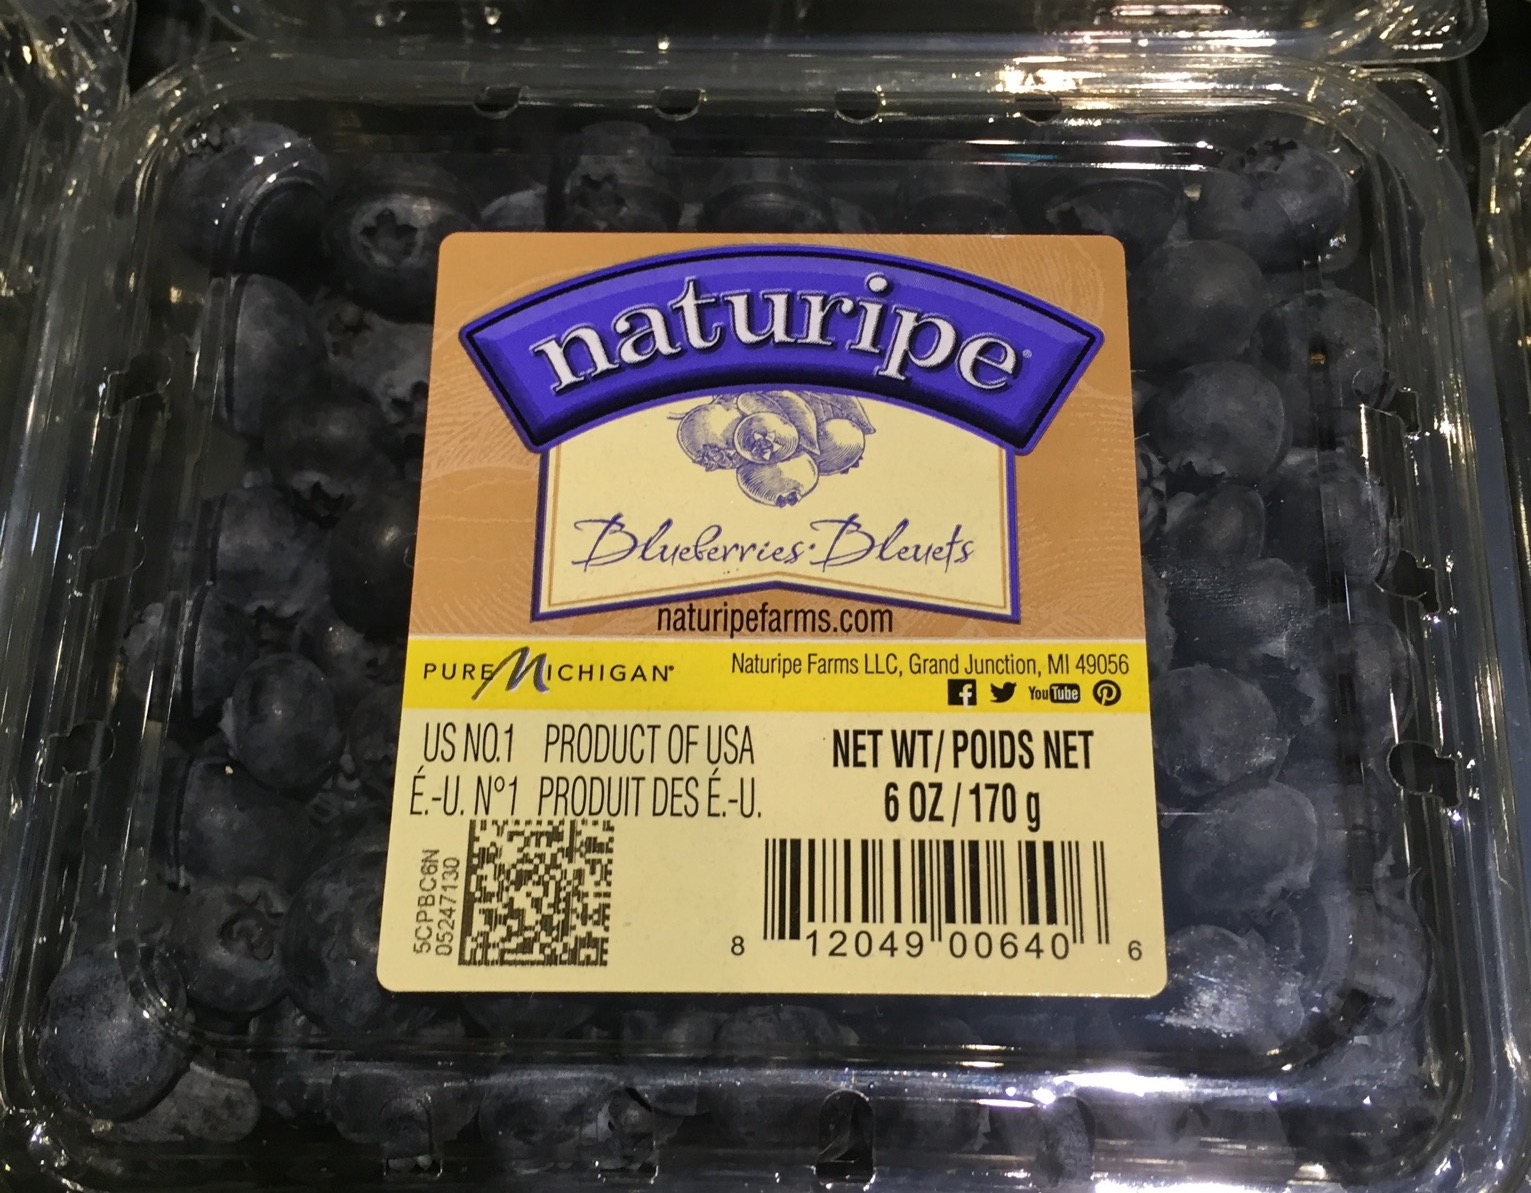 naturipe®
Blueberries·Bleuets
naturipefarms.com
PURE MICHIGAN®
Naturipe Farms LLC, Grand Junction, MI 49056
f YouTube
US NO.1 PRODUCT OF USA
É.-U. Nº1 PRODUIT DES É.-U.
NET WT/ POIDS NET
6 OZ / 170 g
5CPBC6N
05247130
8 12049 00640 6